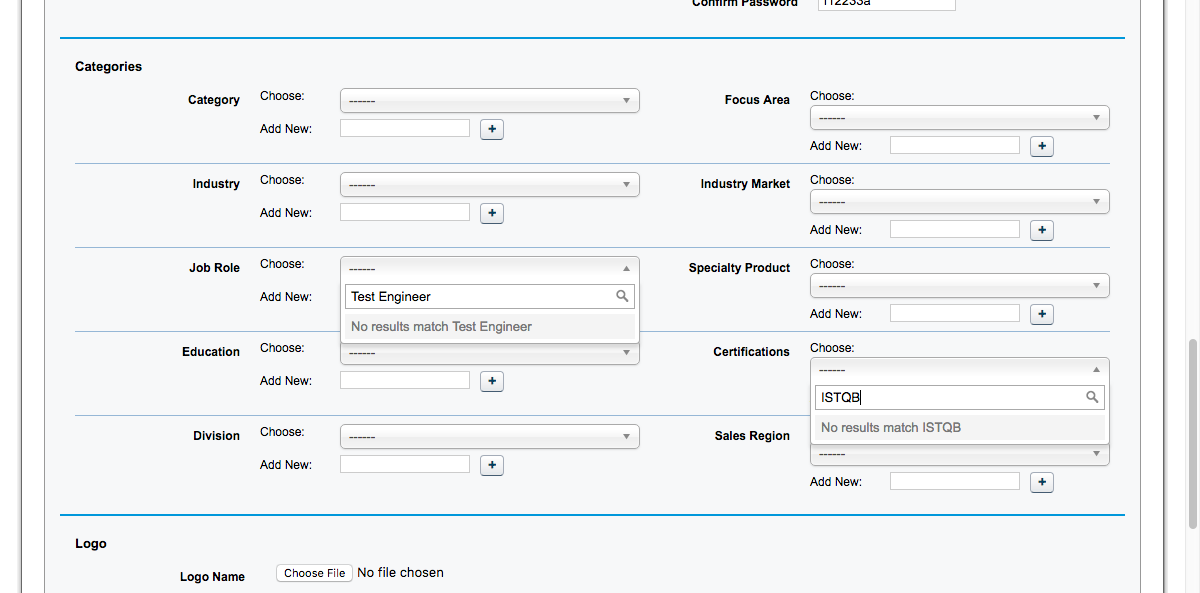 Confirm Password 112233a
Categories
Category Choose: ------ Focus Area Choose: ------
Add New: + Add New: +
Industry Choose: ------ Industry Market Choose: ------
Add New: + Add New: +
Job Role Choose: ------ Specialty Product Choose: ------
Add New: Test Engineer Add New: +
No results match Test Engineer
Education Choose: ------ Certifications Choose: ------
Add New: + ISTQB
No results match ISTQB
Division Choose: ------ Sales Region ------
Add New: + Add New: +
Logo
Logo Name Choose File No file chosen